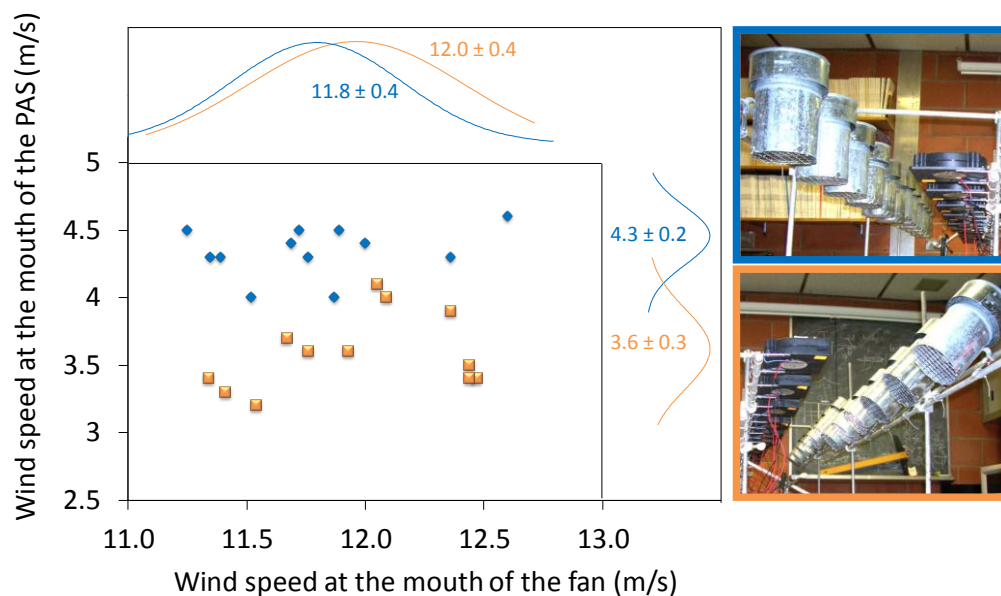 12.0 ± 0.4
11.8 ± 0.4
Wind speed at the mouth of the PAS (m/s)
5
4.5
4
3.5
3
2.5
4.3 ± 0.2
3.6 ± 0.3
11.0 11.5 12.0 12.5 13.0
Wind speed at the mouth of the fan (m/s)